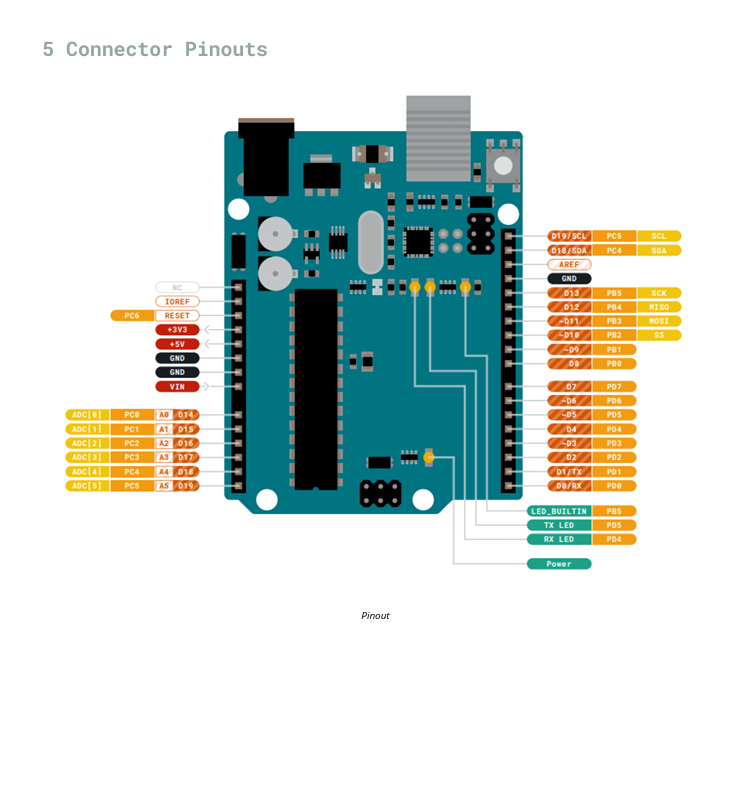 5 Connector Pinouts
D19/SCL PC5 SCL
D18/SDA PC4 SDA
AREF
GND
D13 PB5 SCK
D12 PB4 MISO
~D11 PB3 MOSI
~D10 PB2 SS
~D9 PB1
D8 PB0
D7 PD7
~D6 PD6
~D5 PD5
D4 PD4
~D3 PD3
D2 PD2
D1/TX PD1
D0/RX PD0
NC
IOREF
PC6 RESET
+3V3
+5V
GND
GND
VIN
ADC[0] PC0 A0 D14
ADC[1] PC1 A1 D15
ADC[2] PC2 A2 D16
ADC[3] PC3 A3 D17
ADC[4] PC4 A4 D18
ADC[5] PC5 A5 D19
LED_BUILTIN PB5
TX LED PD5
RX LED PD4
Power
Pinout